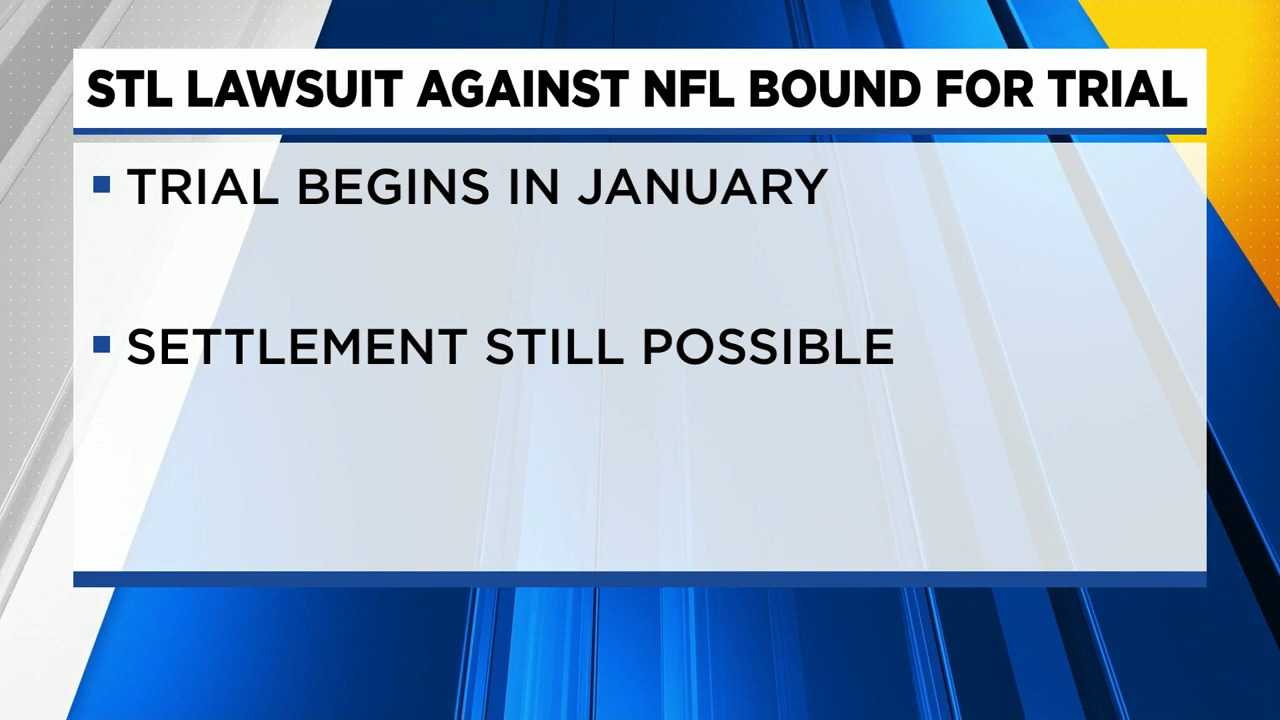 STL LAWSUIT AGAINST NFL BOUND FOR TRIAL
TRIAL BEGINS IN JANUARY
SETTLEMENT STILL POSSIBLE